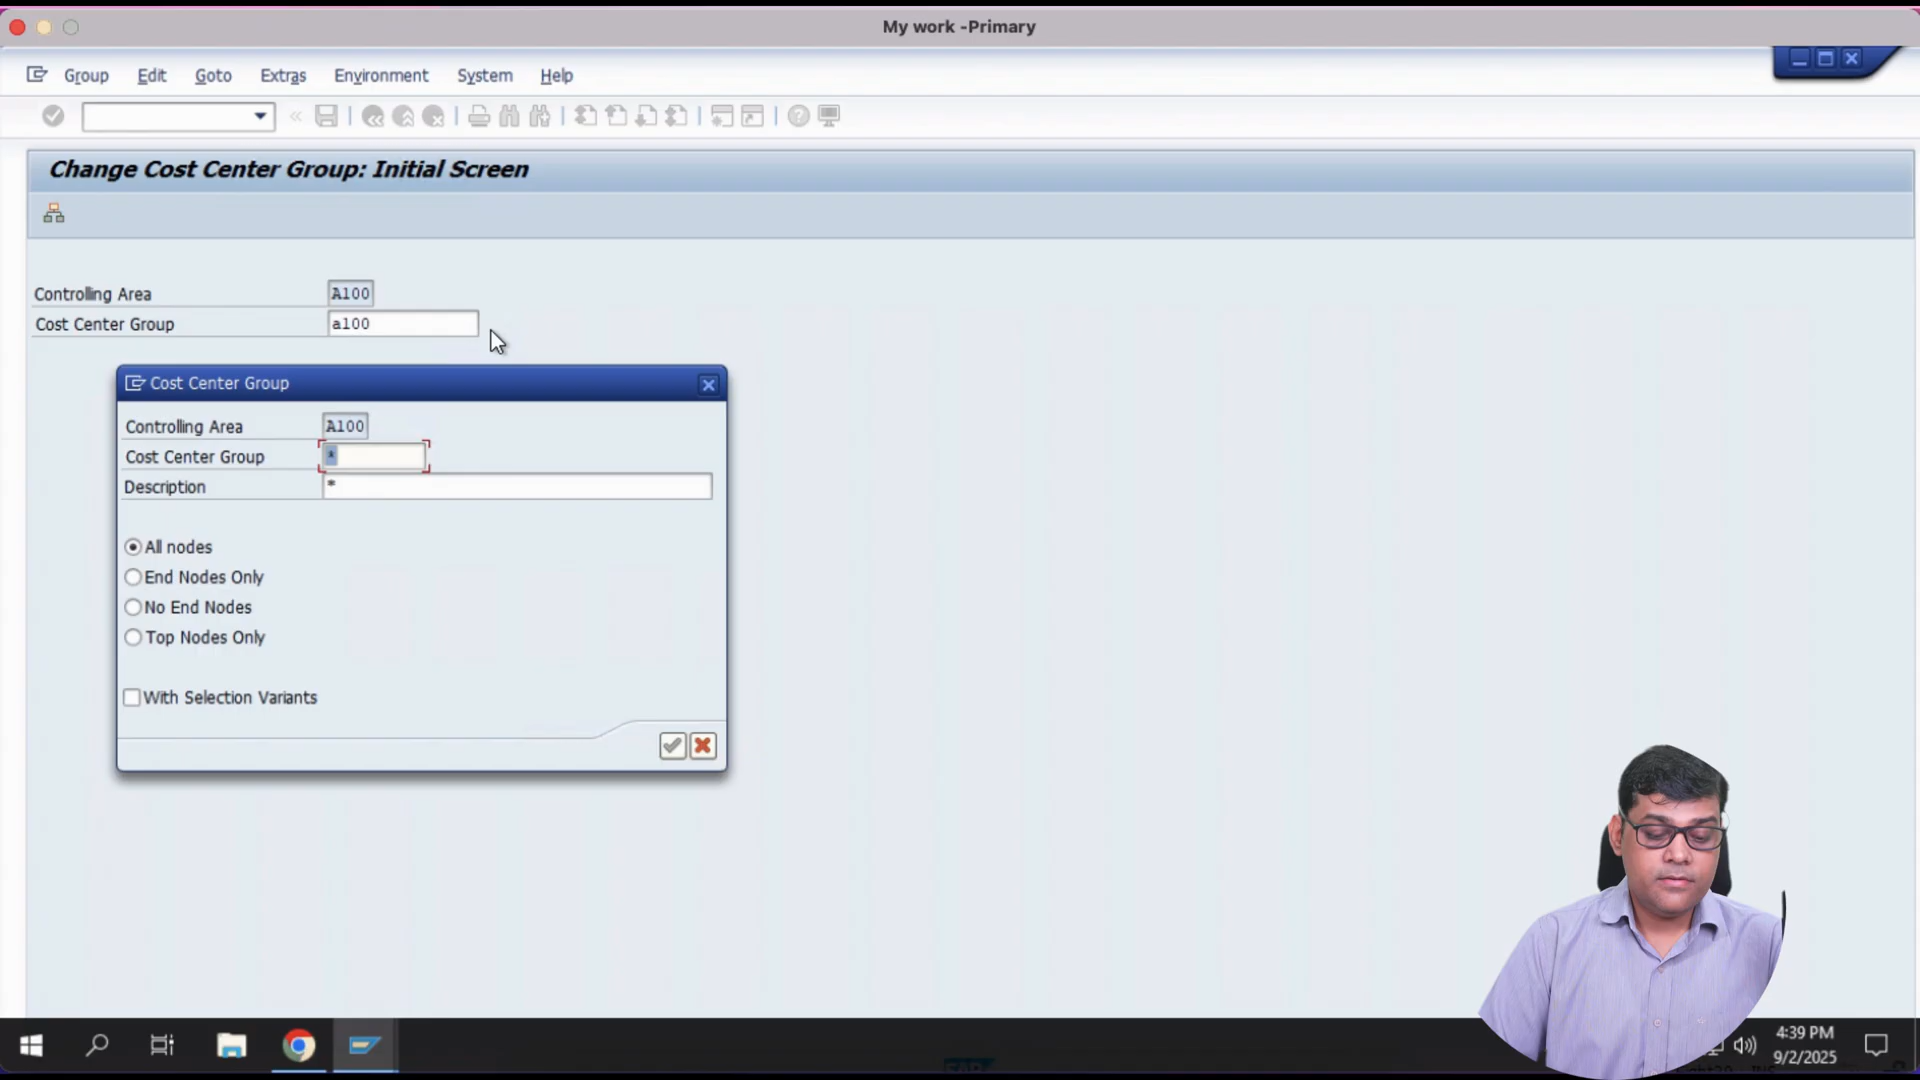 My work -Primary
Group Edit Goto Extras Environment System Help
Change Cost Center Group: Initial Screen
Controlling Area A100
Cost Center Group a100
Cost Center Group
Controlling Area A100
Cost Center Group *
Description *
All nodes
End Nodes Only
No End Nodes
Top Nodes Only
With Selection Variants
4:39 PM
9/2/2025